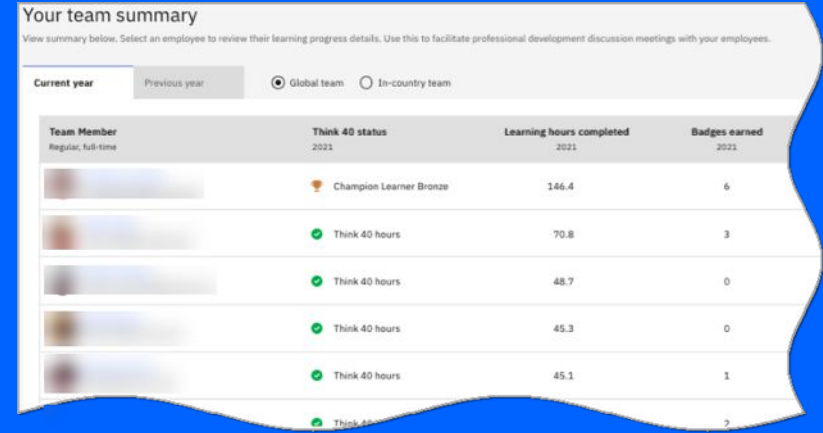 Your team summary
View summary below. Select an employee to review their learning progress details. Use this to facilitate professional development discussion meetings with your employees.
Current year Previous year Global team In-country team
Team Member Think 40 status Learning hours completed Badges earned
Regular, full-time 2021 2021 2021
Champion Learner Bronze 146.4 6
Think 40 hours 70.8 3
Think 40 hours 48.7 0
Think 40 hours 45.3 0
Think 40 hours 45.1 1
Think 40 2